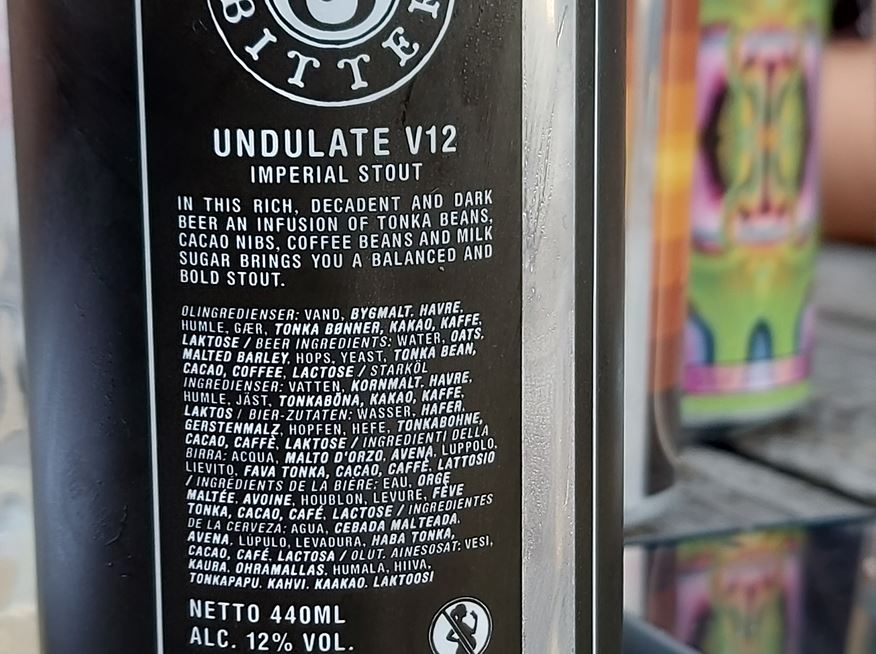 BITTER
UNDULATE V12
IMPERIAL STOUT
IN THIS RICH, DECADENT AND DARK
BEER AN INFUSION OF TONKA BEANS,
CACAO NIBS, COFFEE BEANS AND MILK
SUGAR BRINGS YOU A BALANCED AND
BOLD STOUT.
ØLINGREDIENSER: VAND, BYGMALT, HAVRE,
HUMLE, GÆR, TONKA BØNNER, KAKAO, KAFFE,
LAKTOSE / BEER INGREDIENTS: WATER, OATS,
MALTED BARLEY, HOPS, YEAST, TONKA BEAN,
CACAO, COFFEE, LACTOSE / STARKÖL
INGREDIENSER: VATTEN, KORNMALT, HAVRE,
HUMLE, JÄST, TONKABÖNA, KAKAO, KAFFE,
LAKTOS / BIER-ZUTATEN: WASSER, HAFER,
GERSTENMALZ, HOPFEN, HEFE, TONKABOHNE,
CACAO, CAFFÈ, LAKTOSE / INGREDIENTI DELLA
BIRRA: ACQUA, MALTO D'ORZO, AVENA, LUPPOLO,
LIEVITO, FAVA TONKA, CACAO, CAFFÈ, LATTOSIO
/ INGRÉDIENTS DE LA BIÈRE: EAU, ORGE
MALTÉE, AVOINE, HOUBLON, LEVURE, FÈVE
TONKA, CACAO, CAFÉ, LACTOSE / INGREDIENTES
DE LA CERVEZA: AGUA, CEBADA MALTEADA,
AVENA, LÚPULO, LEVADURA, HABA TONKA,
CACAO, CAFÉ, LACTOSA / OLUT, AINESOSAT: VESI,
KAURA, OHRAMALLAS, HUMALA, HIIVA,
TONKAPAPU, KAHVI, KAAKAO, LAKTOOSI
NETTO 440ML
ALC. 12% VOL.